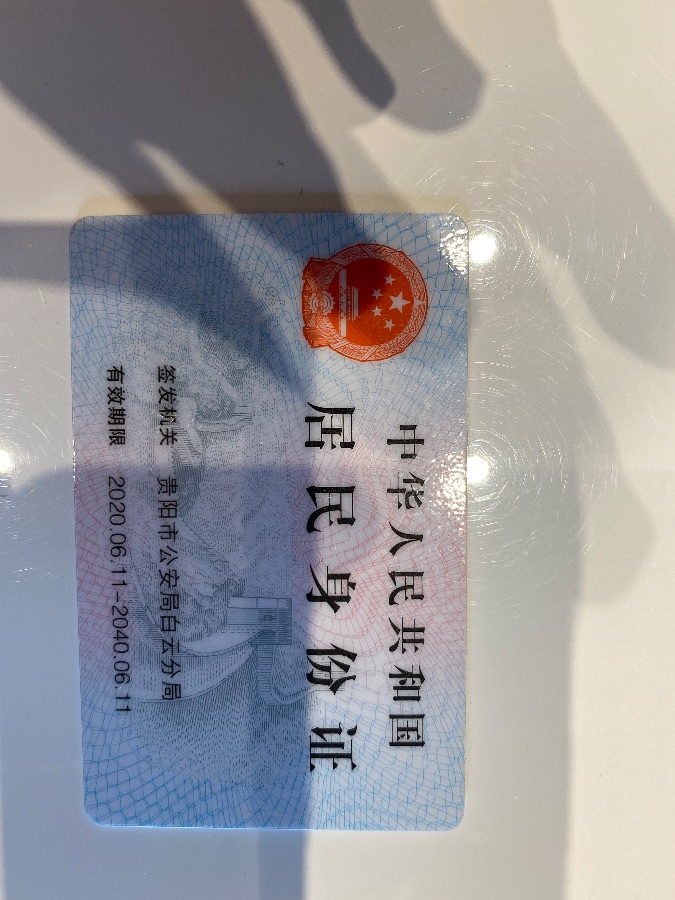 中华人民共和国
居民身份证
签发机关 贵阳市公安局白云分局
有效期限 2020.06.11-2040.06.11